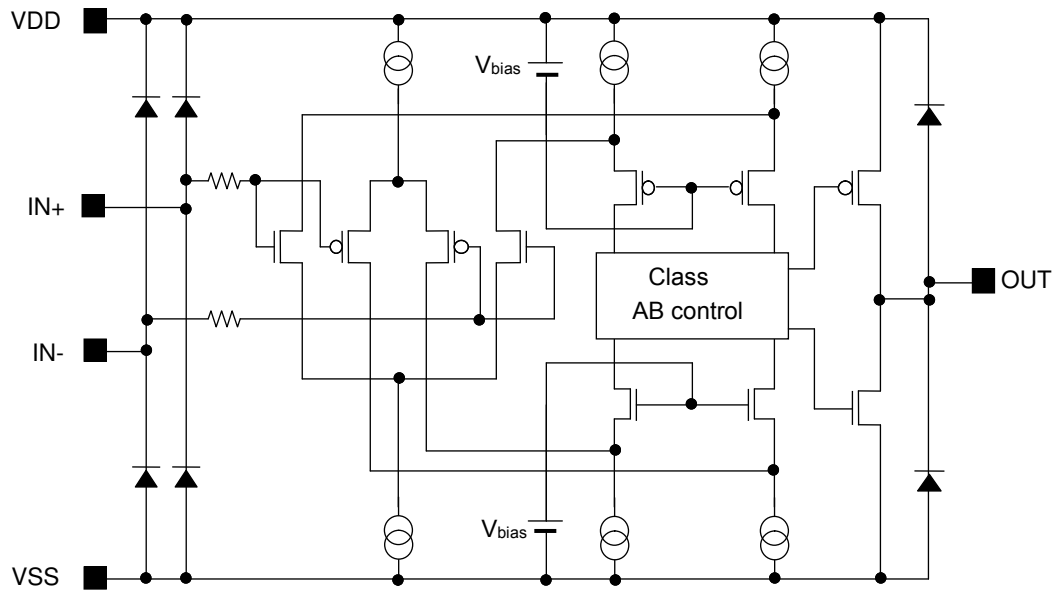 VDD
Vbias
IN+
Class
AB control
OUT
IN-
Vbias
VSS